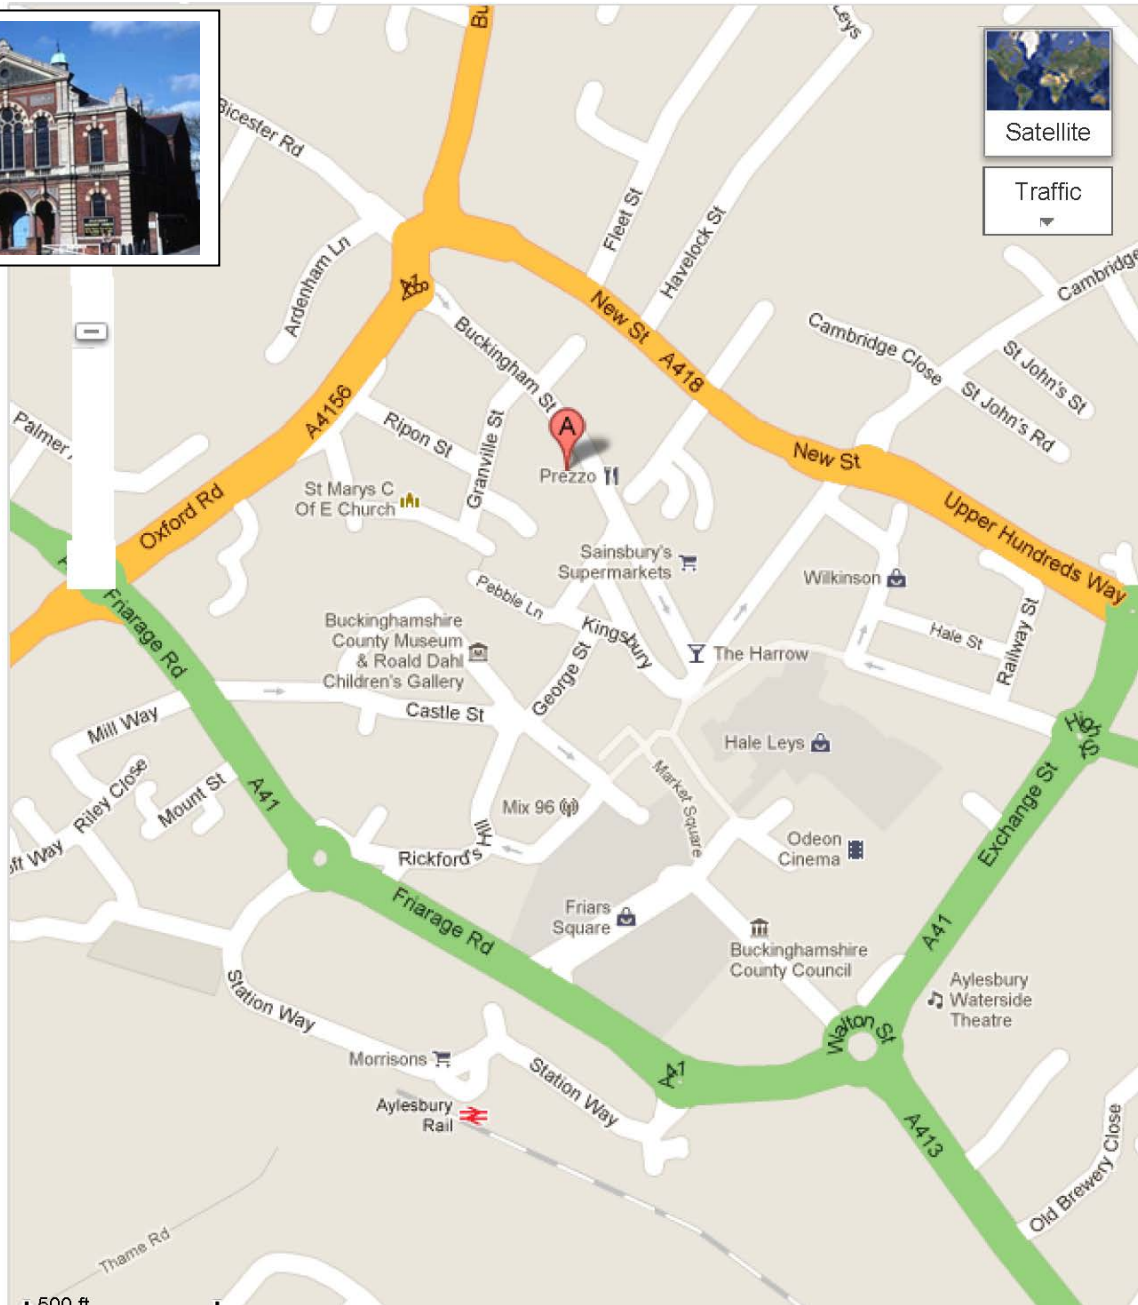 Bu
Leys
Satellite
Traffic
Bicester Rd
Ardenham Ln
Fleet St
Havelock St
Cambridge
New St
A418
Buckingham St
Cambridge Close
St John's St
St John's Rd
A4156
Palmer
Ripon St
Granville St
A
Prezzo
New St
Oxford Rd
St Marys C
Of E Church
Upper Hundreds Way
Sainsbury's
Supermarkets
Wilkinson
Pebble Ln
Kingsbury
Hale St
Railway St
Friarage Rd
Buckinghamshire
County Museum
& Roald Dahl
Children's Gallery
George St
The Harrow
Mill Way
Castle St
Hale Leys
High St
Riley Close
Mount St
A41
Market Square
Mix 96
Exchange St
Odeon
Cinema
oft Way
Rickford's Hill
Friarage Rd
Friars
Square
A41
Buckinghamshire
County Council
Station Way
Aylesbury
Waterside
Theatre
Walton St
Morrisons
Station Way
A41
Aylesbury
Rail
A413
Old Brewery Close
Thame Rd
500 ft